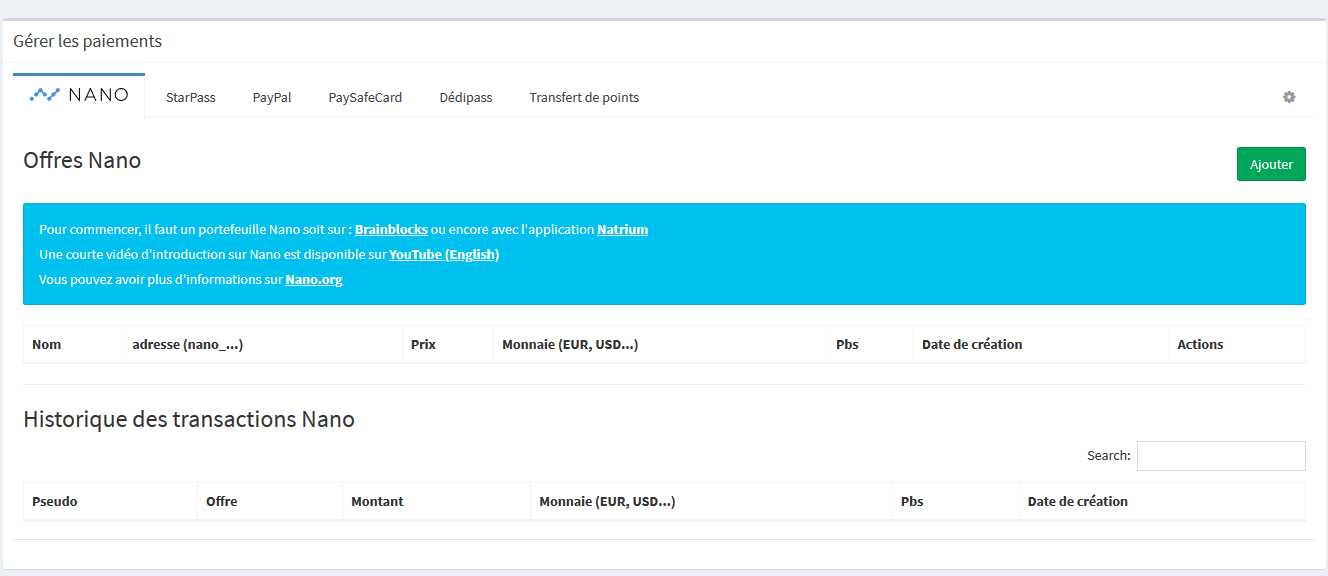 Gérer les paiements
NANO StarPass PayPal PaySafeCard Dédipass Transfert de points
Offres Nano
Ajouter
Pour commencer, il faut un portefeuille Nano soit sur : Brainblocks ou encore avec l'application Natrium
Une courte vidéo d'introduction sur Nano est disponible sur YouTube (English)
Vous pouvez avoir plus d'informations sur Nano.org
Nom adresse (nano_...) Prix Monnaie (EUR, USD...) Pbs Date de création Actions
Historique des transactions Nano
Search:
Pseudo Offre Montant Monnaie (EUR, USD...) Pbs Date de création